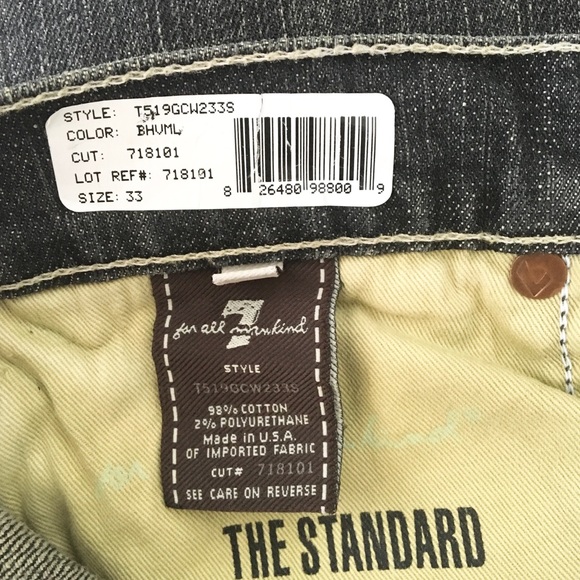 STYLE: T519GCW233S
COLOR: BHVML
CUT: 718101
LOT REF#: 718101
SIZE: 33
8 26480 98800 9
7
for all mankind
STYLE
T519GCW233S
98% COTTON
2% POLYURETHANE
Made in U.S.A.
OF IMPORTED FABRIC
CUT# 718101
SEE CARE ON REVERSE
THE STANDARD